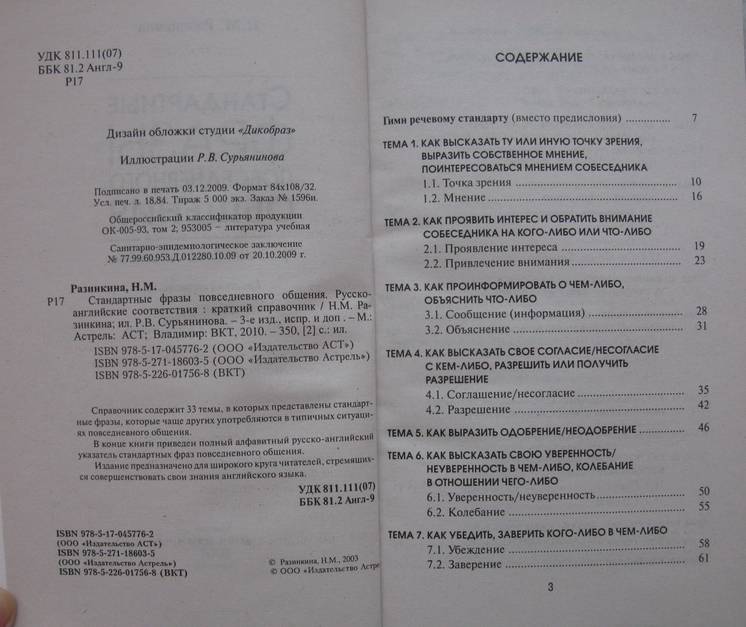 УДК 811.111(07)
ББК 81.2 Англ-9
Р17
Дизайн обложки студии «Дикобраз»
Иллюстрации Р.В. Сурьянинова
Подписано в печать 03.12.2009. Формат 84х108/32.
Усл. печ. л. 18,84. Тираж 5 000 экз. Заказ № 1596и.
Общероссийский классификатор продукции
ОК-005-93, том 2; 953005 – литература учебная
Санитарно-эпидемиологическое заключение
№ 77.99.60.953.Д.012280.10.09 от 20.10.2009 г.
Разинкина, Н.М.
Р17 Стандартные фразы повседневного общения. Русско-
английские соответствия : краткий справочник / Н.М. Ра-
зинкина; ил. Р.В. Сурьянинова. – 3-е изд., испр. и доп . – М.:
Астрель: АСТ; Владимир: ВКТ, 2010. – 350, [2] с.: ил.
ISBN 978-5-17-045776-2 (ООО «Издательство АСТ»)
ISBN 978-5-271-18603-5 (ООО «Издательство Астрель»)
ISBN 978-5-226-01756-8 (ВКТ)
Справочник содержит 33 темы, в которых представлены стандарт-
ные фразы, которые чаще других употребляются в типичных ситуаци-
ях повседневного общения.
В конце книги приведен полный алфавитный русско-английский
указатель стандартных фраз повседневного общения.
Издание предназначено для широкого круга читателей, стремящих-
ся совершенствовать свои знания английского языка.
УДК 811.111(07)
ББК 81.2 Англ-9
ISBN 978-5-17-045776-2
(ООО «Издательство АСТ»)
ISBN 978-5-271-18603-5
(ООО «Издательство Астрель»)
ISBN 978-5-226-01756-8 (ВКТ)
© Разинкина, Н.М., 2003
© ООО «Издательство Астрел
СОДЕРЖАНИЕ
Гимн речевому стандарту (вместо предисловия) 7
ТЕМА 1. КАК ВЫСКАЗАТЬ ТУ ИЛИ ИНУЮ ТОЧКУ ЗРЕНИЯ,
ВЫРАЗИТЬ СОБСТВЕННОЕ МНЕНИЕ,
ПОИНТЕРЕСОВАТЬСЯ МНЕНИЕМ СОБЕСЕДНИКА
1.1. Точка зрения 10
1.2. Мнение 16
ТЕМА 2. КАК ПРОЯВИТЬ ИНТЕРЕС И ОБРАТИТЬ ВНИМАНИЕ
СОБЕСЕДНИКА НА КОГО-ЛИБО ИЛИ ЧТО-ЛИБО
2.1. Проявление интереса 19
2.2. Привлечение внимания 23
ТЕМА 3. КАК ПРОИНФОРМИРОВАТЬ О ЧЕМ-ЛИБО,
ОБЪЯСНИТЬ ЧТО-ЛИБО
3.1. Сообщение (информация) 28
3.2. Объяснение 31
ТЕМА 4. КАК ВЫСКАЗАТЬ СВОЕ СОГЛАСИЕ/НЕСОГЛАСИЕ
С КЕМ-ЛИБО, РАЗРЕШИТЬ ИЛИ ПОЛУЧИТЬ
РАЗРЕШЕНИЕ
4.1. Соглашение/несогласие 35
4.2. Разрешение 42
ТЕМА 5. КАК ВЫРАЗИТЬ ОДОБРЕНИЕ/НЕОДОБРЕНИЕ 46
ТЕМА 6. КАК ВЫСКАЗАТЬ СВОЮ УВЕРЕННОСТЬ/
НЕУВЕРЕННОСТЬ В ЧЕМ-ЛИБО, КОЛЕБАНИЕ
В ОТНОШЕНИИ ЧЕГО-ЛИБО
6.1. Уверенность/неуверенность 50
6.2. Колебание 55
ТЕМА 7. КАК УБЕДИТЬ, ЗАВЕРИТЬ КОГО-ЛИБО В ЧЕМ-ЛИБО
7.1. Убеждение 58
7.2. Заверение 61
3